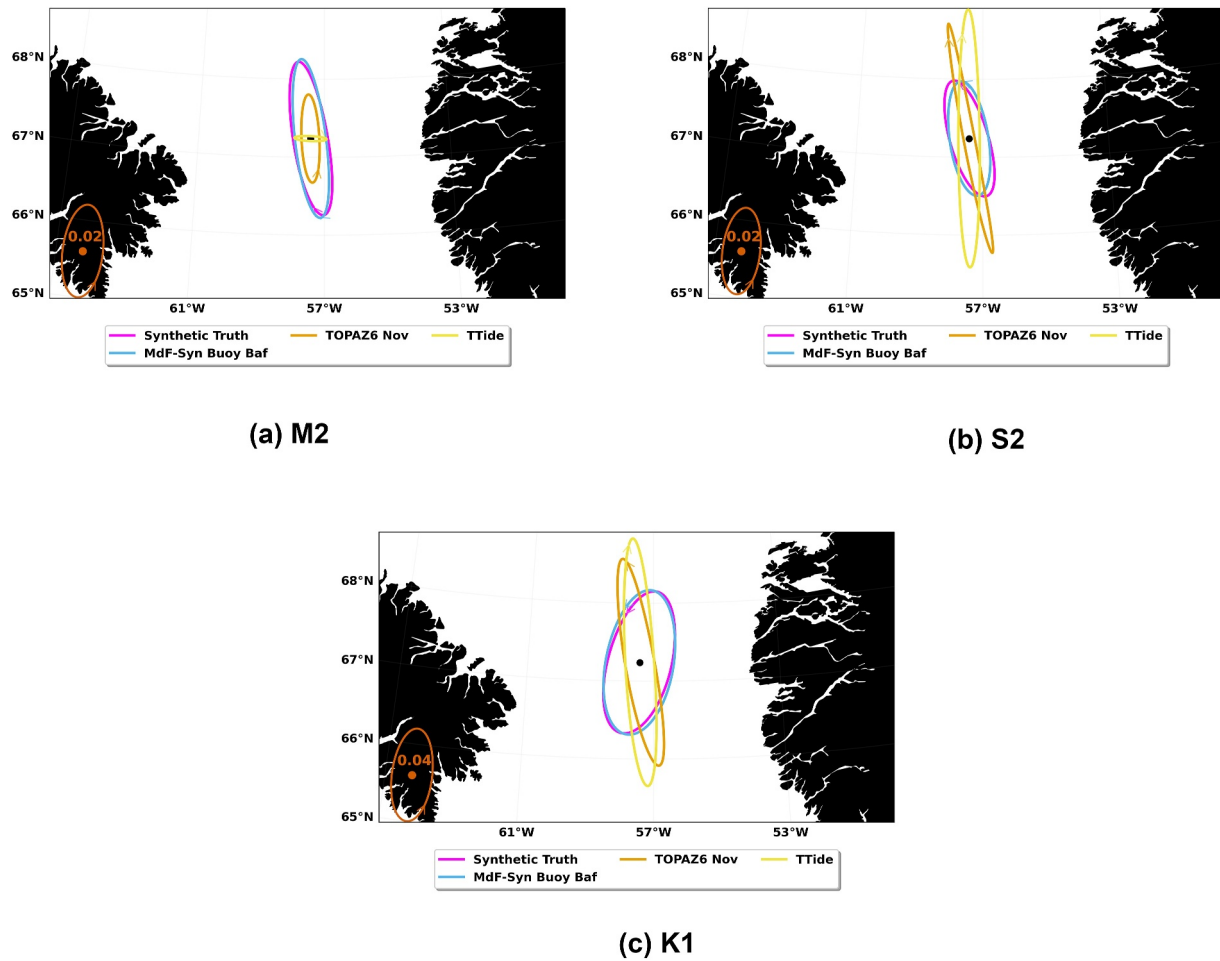 68°N
67°N
66°N
65°N
0.02
61°W 57°W 53°W
Synthetic Truth TOPAZ6 Nov TTide
MdF-Syn Buoy Baf
(a) M2
68°N
67°N
66°N
65°N
0.02
61°W 57°W 53°W
Synthetic Truth TOPAZ6 Nov TTide
MdF-Syn Buoy Baf
(b) S2
68°N
67°N
66°N
65°N
0.04
61°W 57°W 53°W
Synthetic Truth TOPAZ6 Nov TTide
MdF-Syn Buoy Baf
(c) K1